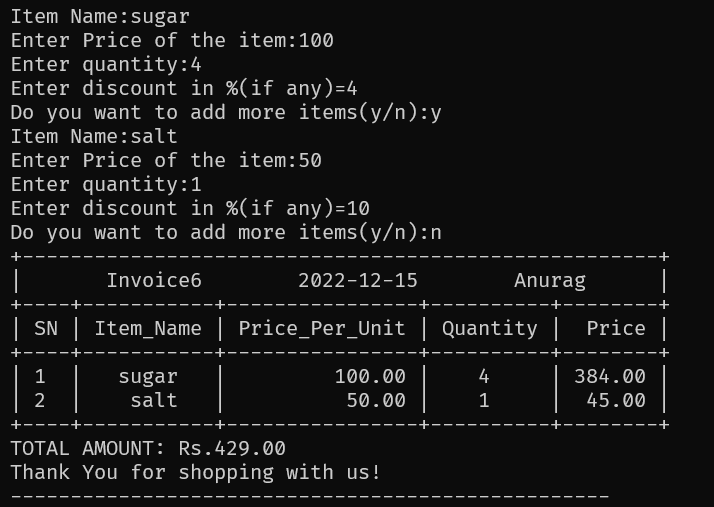 Item Name:sugar
Enter Price of the item:100
Enter quantity:4
Enter discount in %(if any)=4
Do you want to add more items(y/n):y
Item Name:salt
Enter Price of the item:50
Enter quantity:1
Enter discount in %(if any)=10
Do you want to add more items(y/n):n
+-----------------------------------------------------+
|       Invoice6        2022-12-15        Anurag      |
+----+-----------+----------------+----------+--------+
| SN | Item_Name | Price_Per_Unit | Quantity |  Price |
+----+-----------+----------------+----------+--------+
| 1  |   sugar   |         100.00 |    4     | 384.00 |
| 2  |    salt   |          50.00 |    1     |  45.00 |
+----+-----------+----------------+----------+--------+
TOTAL AMOUNT: Rs.429.00
Thank You for shopping with us!
--------------------------------------------------